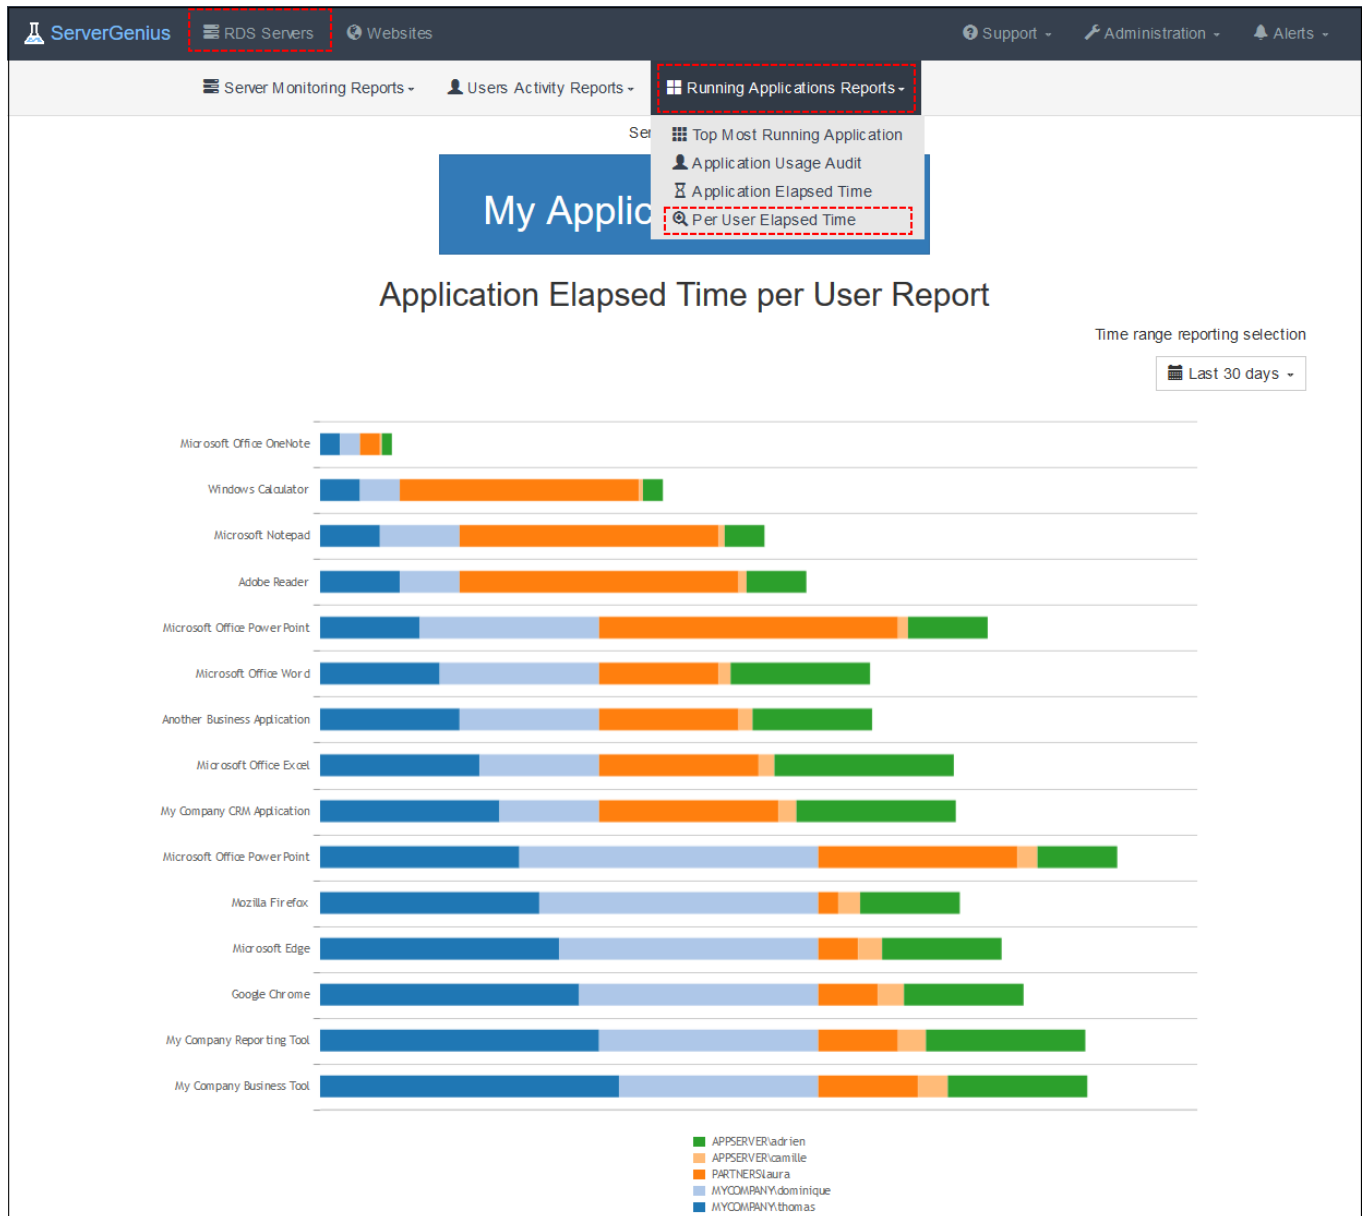 ServerGenius RDS Servers Websites Support Administration Alerts
Server Monitoring Reports Users Activity Reports Running Applications Reports
Ser
Top Most Running Application
Application Usage Audit
Application Elapsed Time
Per User Elapsed Time
My Applic
Application Elapsed Time per User Report
Time range reporting selection
Last 30 days
Microsoft Office OneNote
Windows Calculator
Microsoft Notepad
Adobe Reader
Microsoft Office PowerPoint
Microsoft Office Word
Another Business Application
Microsoft Office Excel
My Company CRM Application
Microsoft Office PowerPoint
Mozilla Firefox
Microsoft Edge
Google Chrome
My Company Reporting Tool
My Company Business Tool
APPSERVER\adrien
APPSERVER\camille
PARTNERS\laura
MYCOMPANY\dominique
MYCOMPANY\thomas